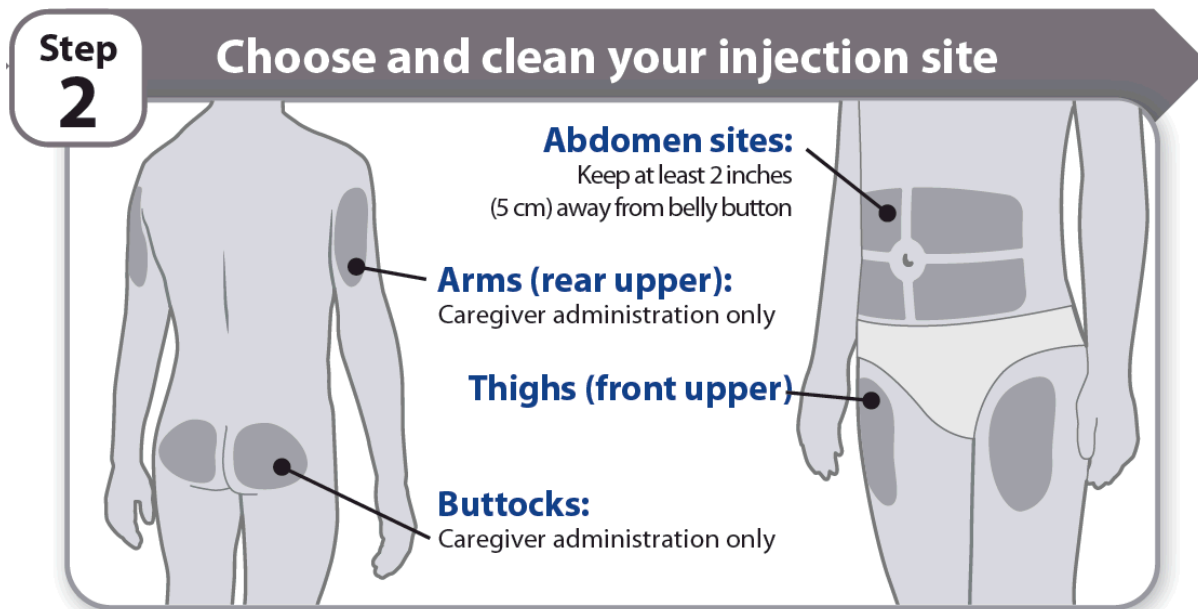 Step
2
Choose and clean your injection site
Abdomen sites:
Keep at least 2 inches
(5 cm) away from belly button
Arms (rear upper):
Caregiver administration only
Thighs (front upper)
Buttocks:
Caregiver administration only